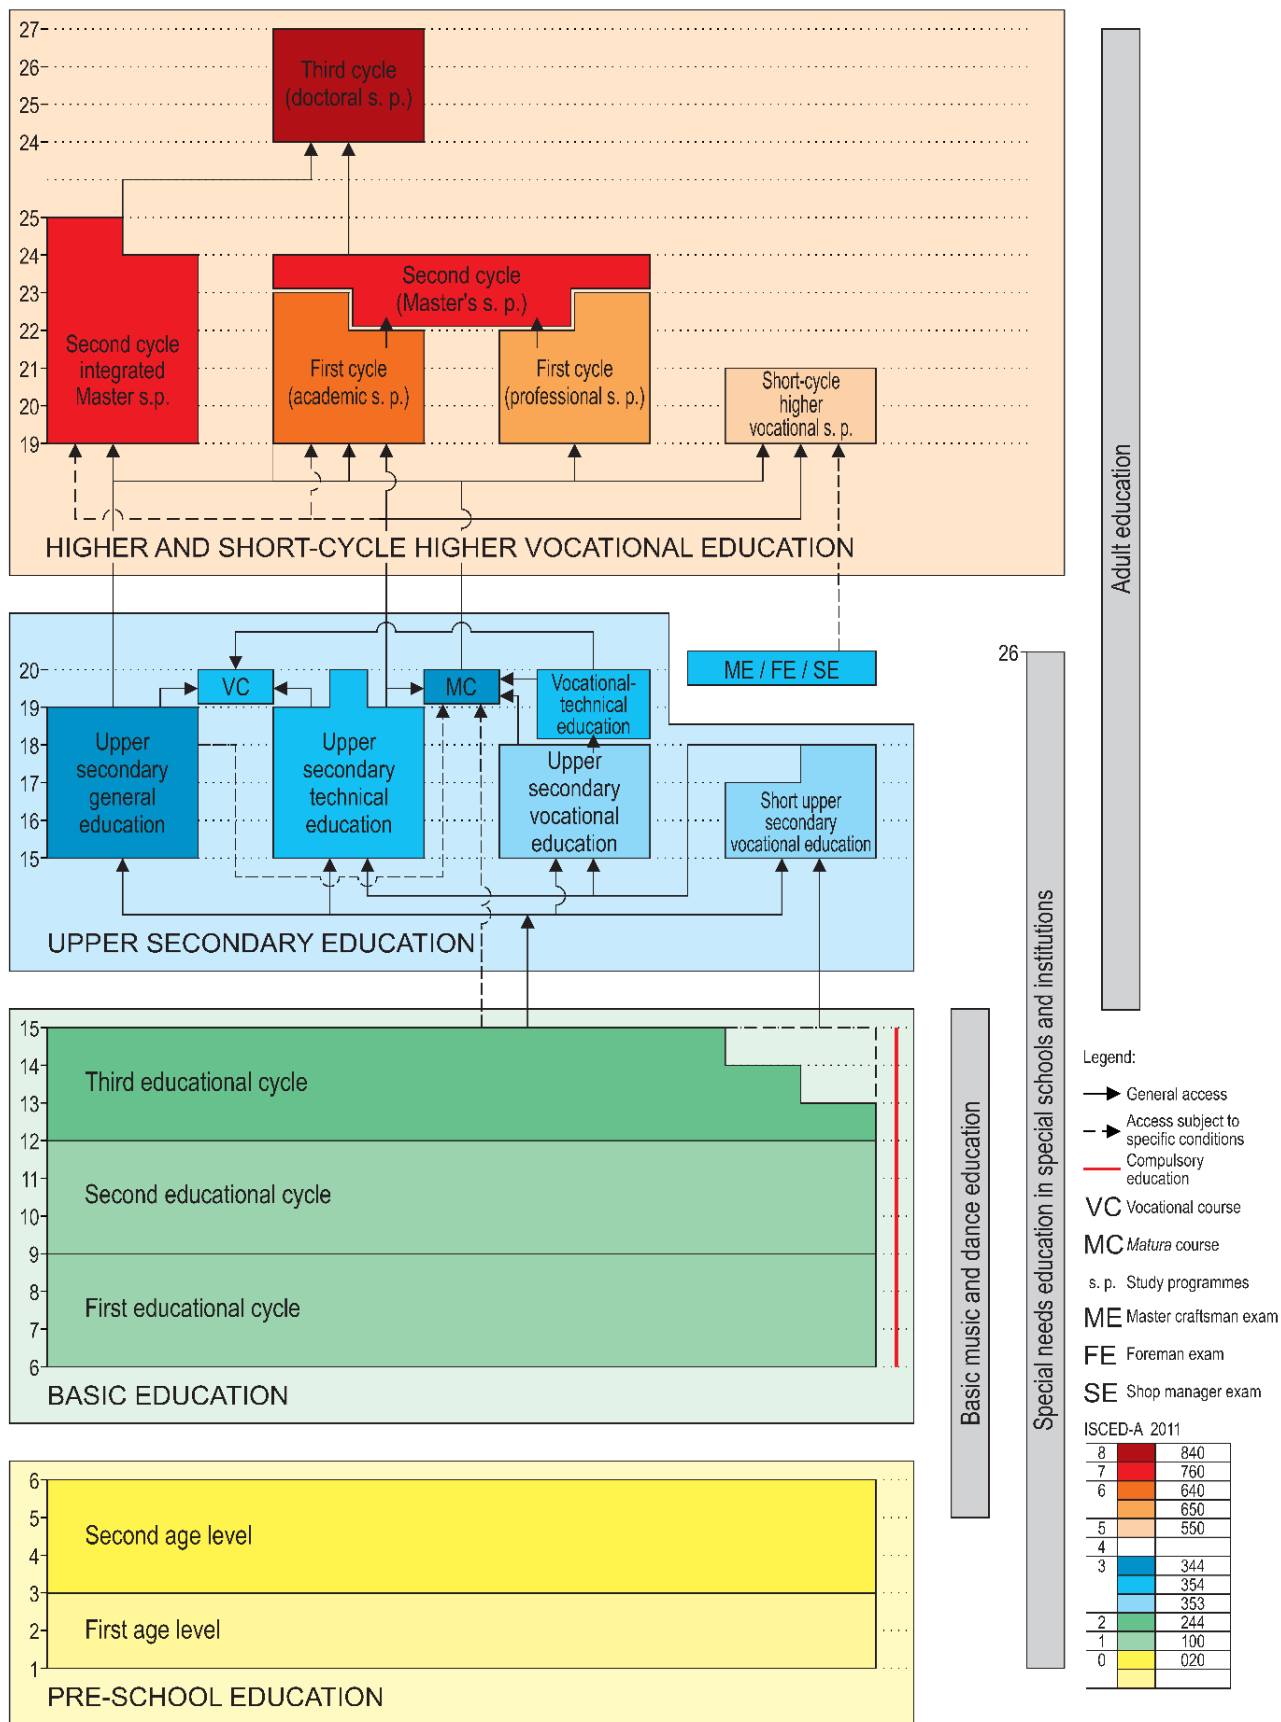 27
26
25
24
25
24
23
22
21
20
19
Third cycle
(doctoral s. p.)
Second cycle
(Master's s. p.)
Second cycle
integrated
Master s.p.
First cycle
(academic s. p.)
First cycle
(professional s. p.)
Short-cycle
higher
vocational s. p.
HIGHER AND SHORT-CYCLE HIGHER VOCATIONAL EDUCATION
20
19
18
17
16
15
VC
MC
Vocational-
technical
education
ME / FE / SE
Upper
secondary
general
education
Upper
secondary
technical
education
Upper
secondary
vocational
education
Short upper
secondary
vocational education
UPPER SECONDARY EDUCATION
15
14
13
12
11
10
9
8
7
6
Third educational cycle
Second educational cycle
First educational cycle
BASIC EDUCATION
6
5
4
3
2
1
Second age level
First age level
PRE-SCHOOL EDUCATION
Basic music and dance education
26
Special needs education in special schools and institutions
Adult education
Legend:
General access
Access subject to
specific conditions
Compulsory
education
VC Vocational course
MC Matura course
s. p. Study programmes
ME Master craftsman exam
FE Foreman exam
SE Shop manager exam
ISCED-A 2011
8 840
7 760
6 640
650
5 550
4
3 344
354
353
2 244
1 100
0 020